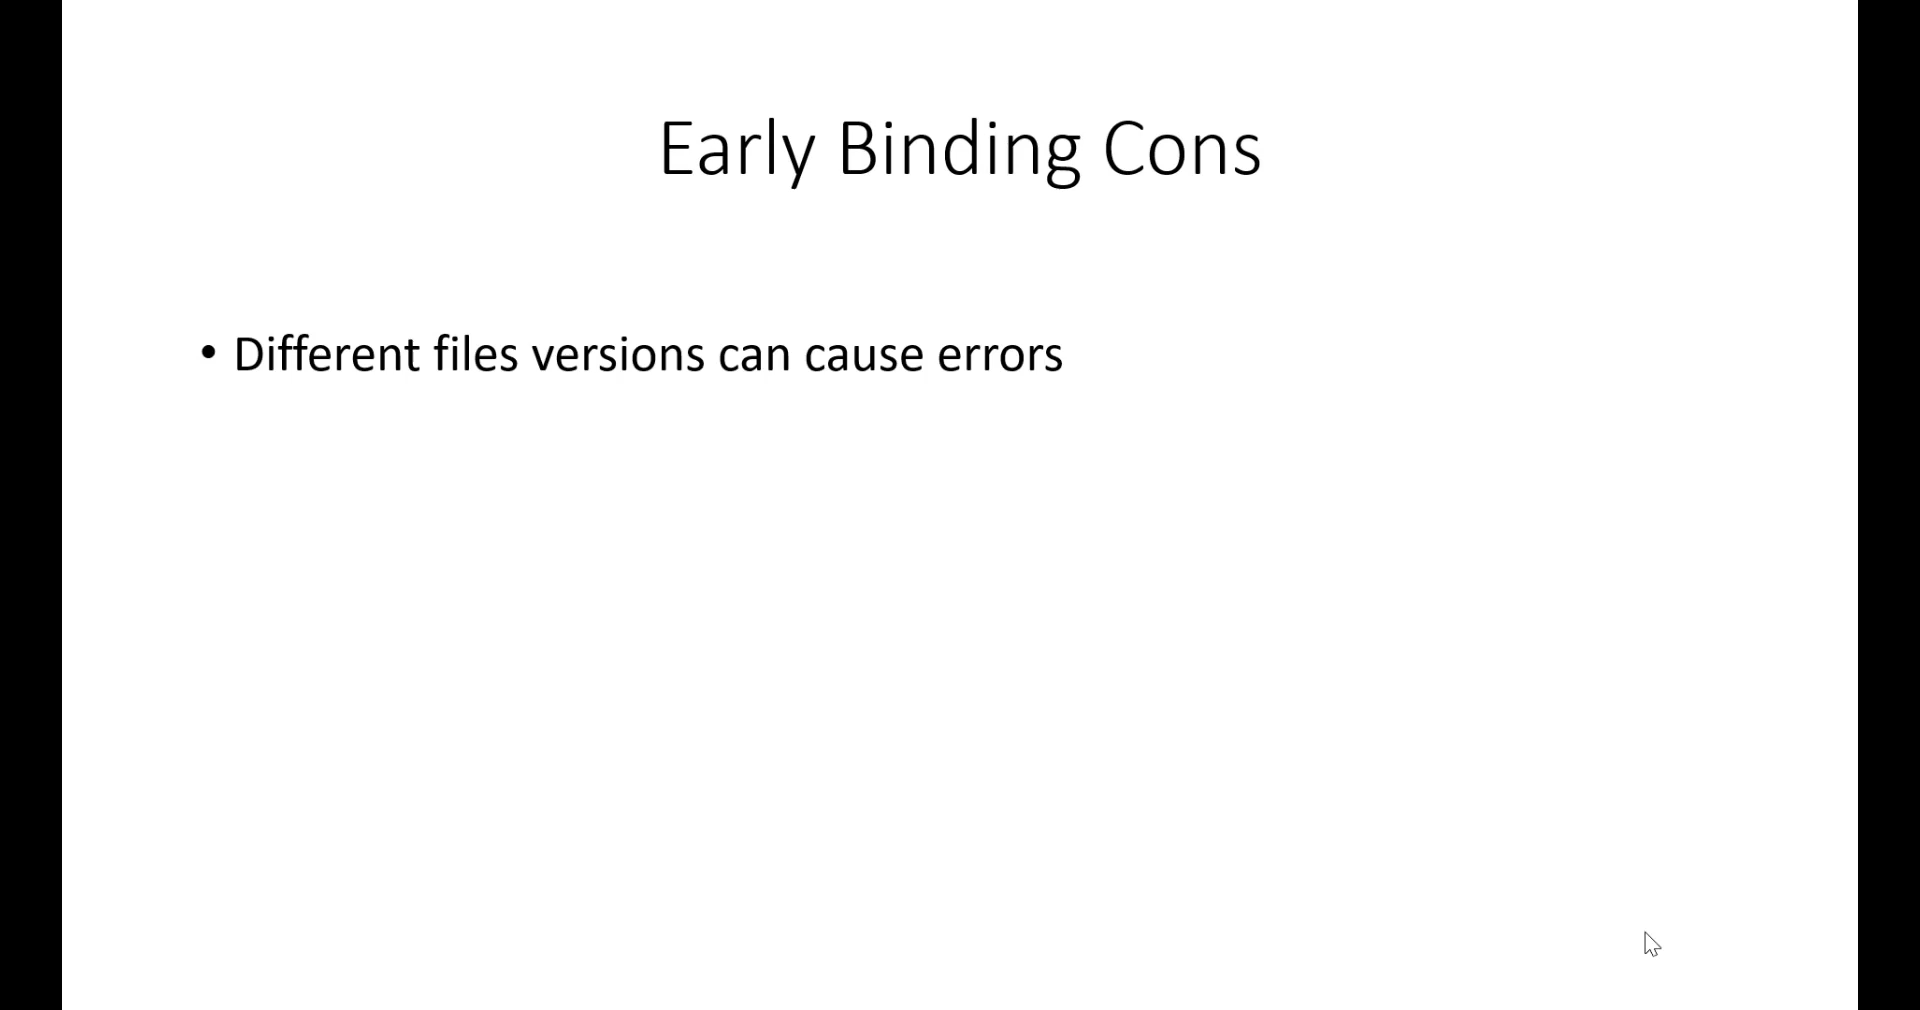 Early Binding Cons
• Different files versions can cause errors